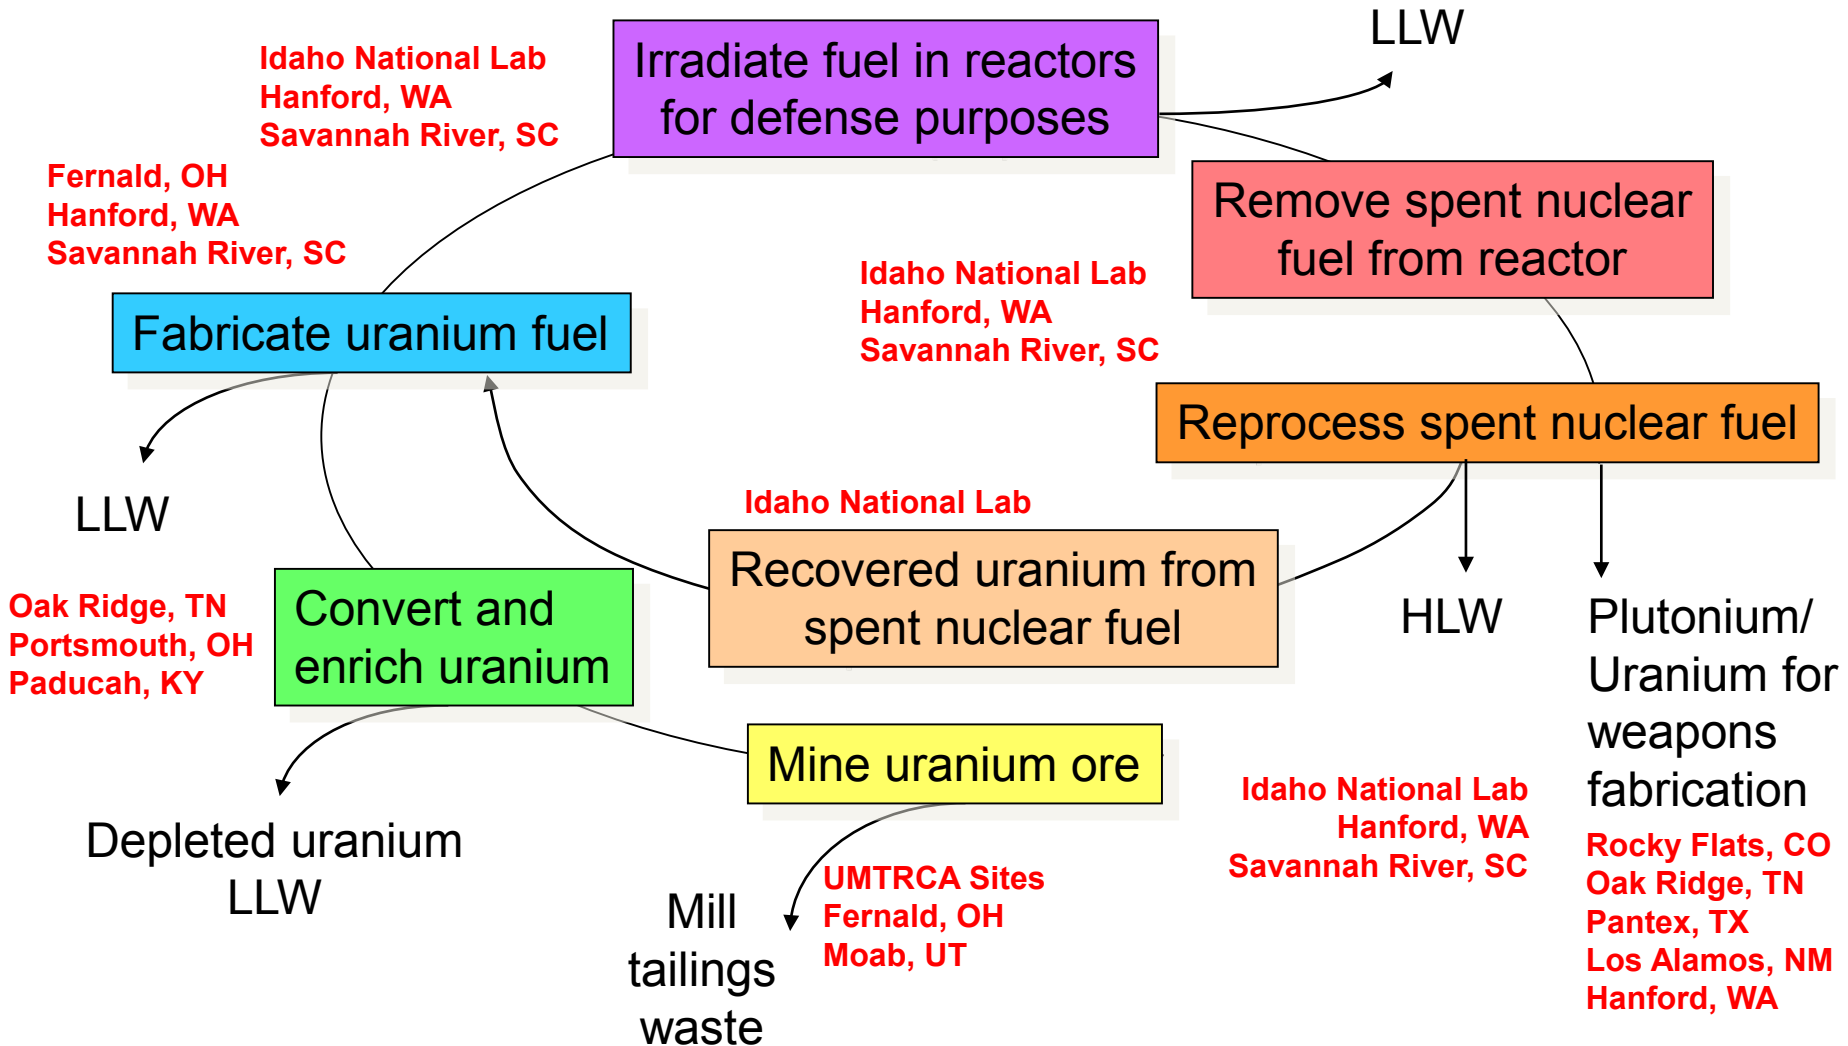 LLW
Irradiate fuel in reactors
for defense purposes
Idaho National Lab
Hanford, WA
Savannah River, SC
Fernald, OH
Hanford, WA
Savannah River, SC
Remove spent nuclear
fuel from reactor
Idaho National Lab
Hanford, WA
Savannah River, SC
Fabricate uranium fuel
Reprocess spent nuclear fuel
LLW
Idaho National Lab
Recovered uranium from
spent nuclear fuel
Oak Ridge, TN
Portsmouth, OH
Paducah, KY
Convert and
enrich uranium
HLW
Plutonium/
Uranium for
weapons
fabrication
Mine uranium ore
Idaho National Lab
Hanford, WA
Savannah River, SC
Rocky Flats, CO
Oak Ridge, TN
Pantex, TX
Los Alamos, NM
Hanford, WA
Depleted uranium
LLW
Mill
tailings
waste
UMTRCA Sites
Fernald, OH
Moab, UT